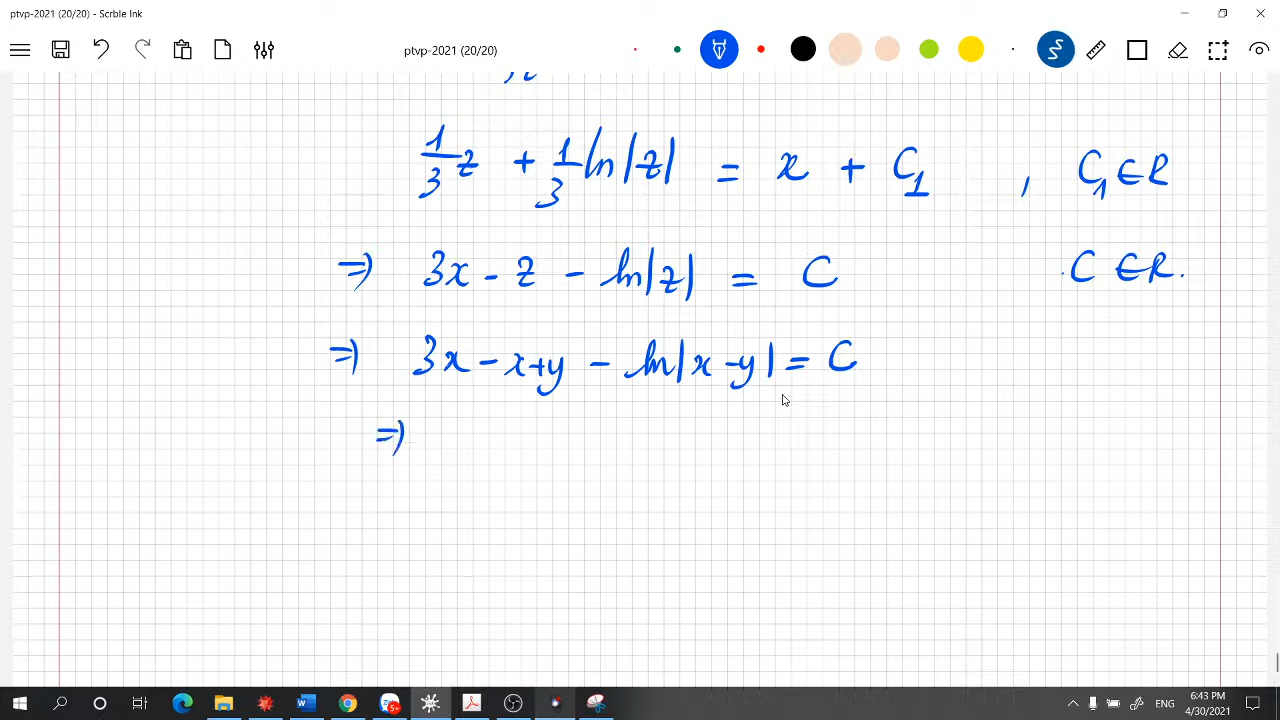 ptvp-2021 (20/20) - Scrble Ink
ptvp-2021 (20/20)
1/3 z + 1/3 ln|z| = x + C₁ , C₁ ∈ R
⇒ 3x - z - ln|z| = C . C ∈ R.
⇒ 3x - x + y - ln|x - y| = C
⇒
5+
ENG
6:43 PM
4/30/2021